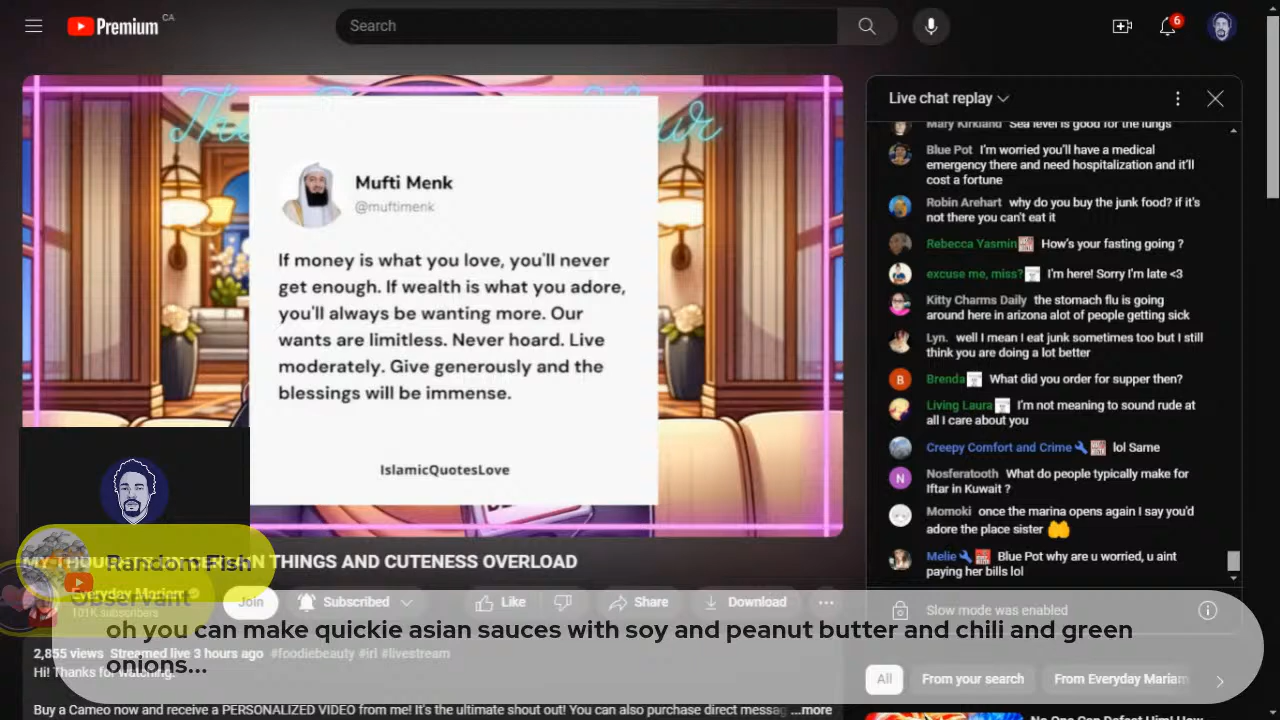 Premium CA
Search
6
The
our
Mufti Menk
@muftimenk
If money is what you love, you'll never
get enough. If wealth is what you adore,
you'll always be wanting more. Our
wants are limitless. Never hoard. Live
moderately. Give generously and the
blessings will be immense.
IslamicQuotesLove
Live chat replay
Mary Kirkland Sea level is good for the lungs
Blue Pot I'm worried you'll have a medical
emergency there and need hospitalization and it'll
cost a fortune
Robin Arehart why do you buy the junk food? if it's
not there you can't eat it
Rebecca Yasmin How's your fasting going ?
excuse me, miss? I'm here! Sorry I'm late <3
Kitty Charms Daily the stomach flu is going
around here in arizona alot of people getting sick
Lyn. well I mean I eat junk sometimes too but I still
think you are doing a lot better
B Brenda What did you order for supper then?
Living Laura I'm not meaning to sound rude at
all I care about you
Creepy Comfort and Crime lol Same
N Nosferatooth What do people typically make for
Iftar in Kuwait ?
Momoki once the marina opens again I say you'd
adore the place sister
Melie Blue Pot why are u worried, u aint
paying her bills lol
Slow mode was enabled
MY THOUGHTS THINGS AND CUTENESS OVERLOAD
Random Fish
Everyday Mariam
Observant
101K subscribers
Join
Subscribed
Like
Share
Download
oh you can make quickie asian sauces with soy and peanut butter and chili and green
onions...
2,855 views Streamed live 3 hours ago #foodiebeauty #irl #livestream
Hi! Thanks for watching.
Buy a Cameo now and receive a PERSONALIZED VIDEO from me! It's the ultimate shout out! You can also purchase direct messag ...more
All
From your search
From Everyday Mariam
No One Can Defeat Him! How